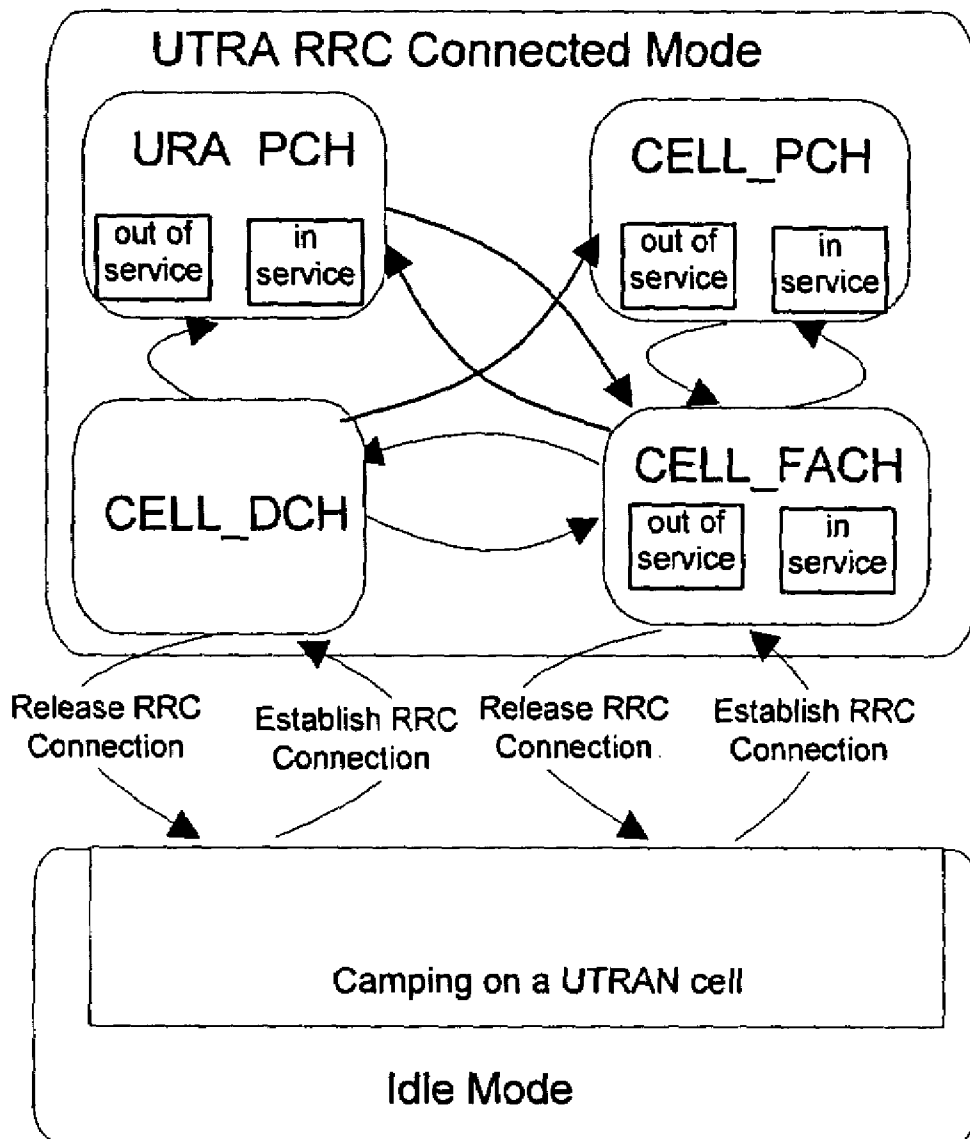 UTRA RRC Connected Mode
URA PCH
out of
service
in
service
CELL_PCH
out of
service
in
service
CELL_DCH
CELL_FACH
out of
service
in
service
Release RRC
Connection
Establish RRC
Connection
Release RRC
Connection
Establish RRC
Connection
Camping on a UTRAN cell
Idle Mode